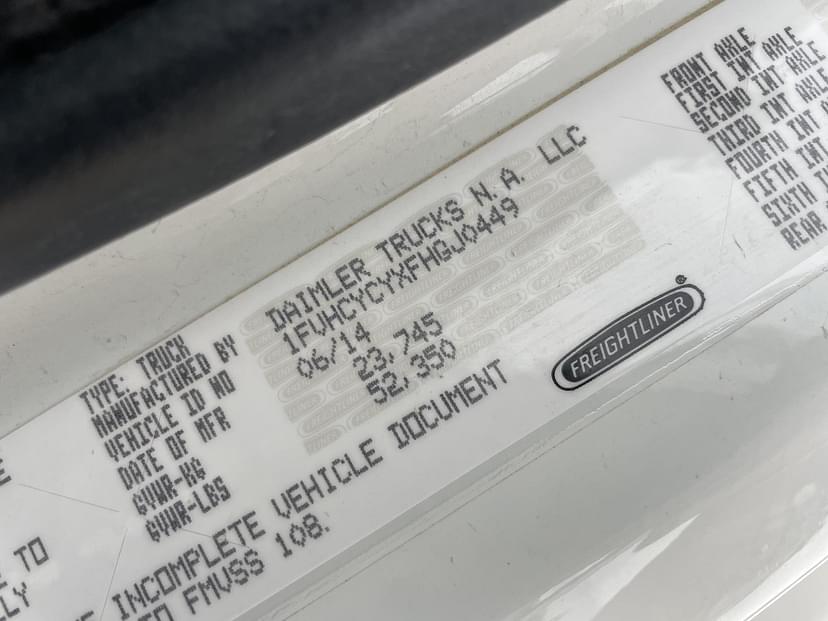 TYPE: TRUCK
MANUFACTURED BY DAIMLER TRUCKS N.A. LLC
VEHICLE ID NO 1FVHCYCYXFHGJ0449
DATE OF MFR 06/14
GVWR-KG 23,745
GVWR-LBS 52,350
INCOMPLETE VEHICLE DOCUMENT
TO FMVSS 108.
FREIGHTLINER
FRONT AXLE
FIRST INT AXLE
SECOND INT AXLE
THIRD INT AXLE
FOURTH INT
FIFTH INT
SIXTH
REAR